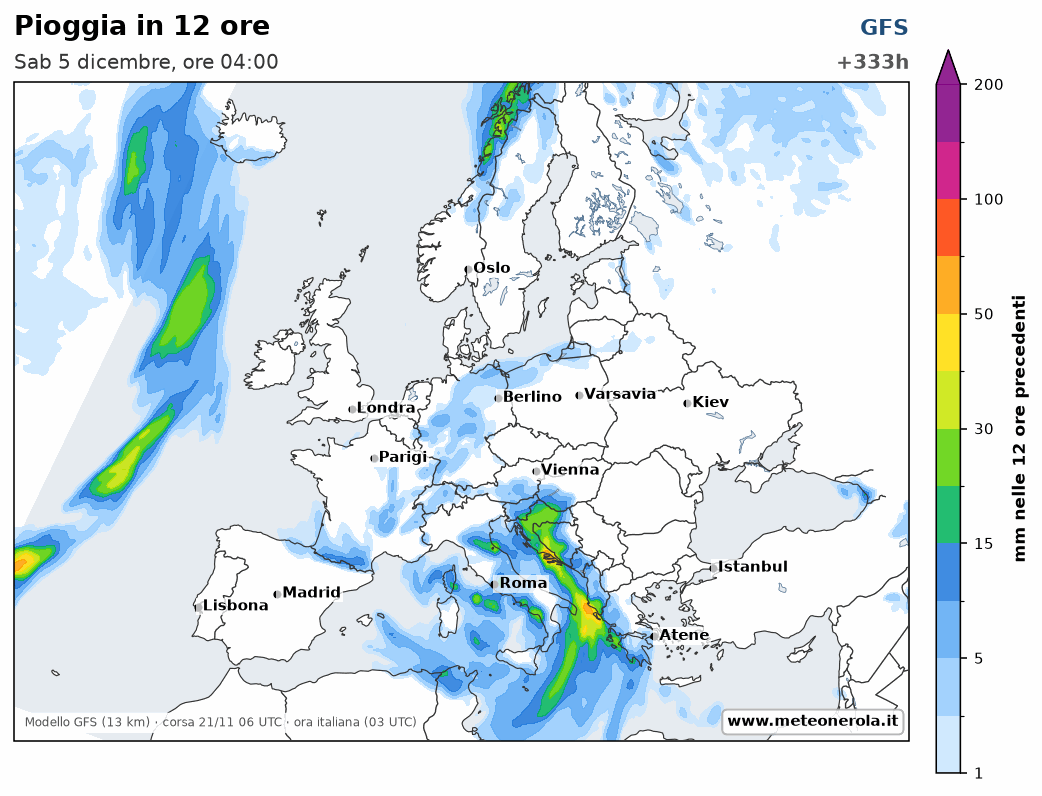 Pioggia in 12 ore
GFS
Sab 5 dicembre, ore 04:00
+333h
200
100
50
30
15
5
1
mm nelle 12 ore precedenti
Oslo
Berlino
Varsavia
Kiev
Londra
Parigi
Vienna
Istanbul
Roma
Madrid
Lisbona
Atene
Modello GFS (13 km) · corsa 21/11 06 UTC · ora italiana (03 UTC)
www.meteonerola.it